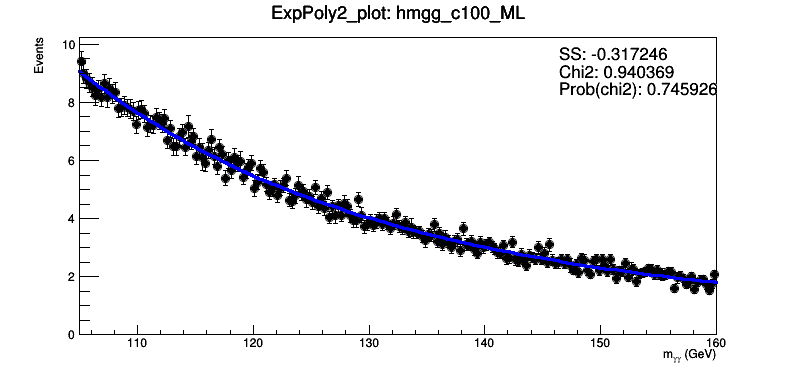 ExpPoly2_plot: hmgg_c100_ML
Events
SS: -0.317246
Chi2: 0.940369
Prob(chi2): 0.745926
10
8
6
4
2
0
110 120 130 140 150 160
m_γγ (GeV)